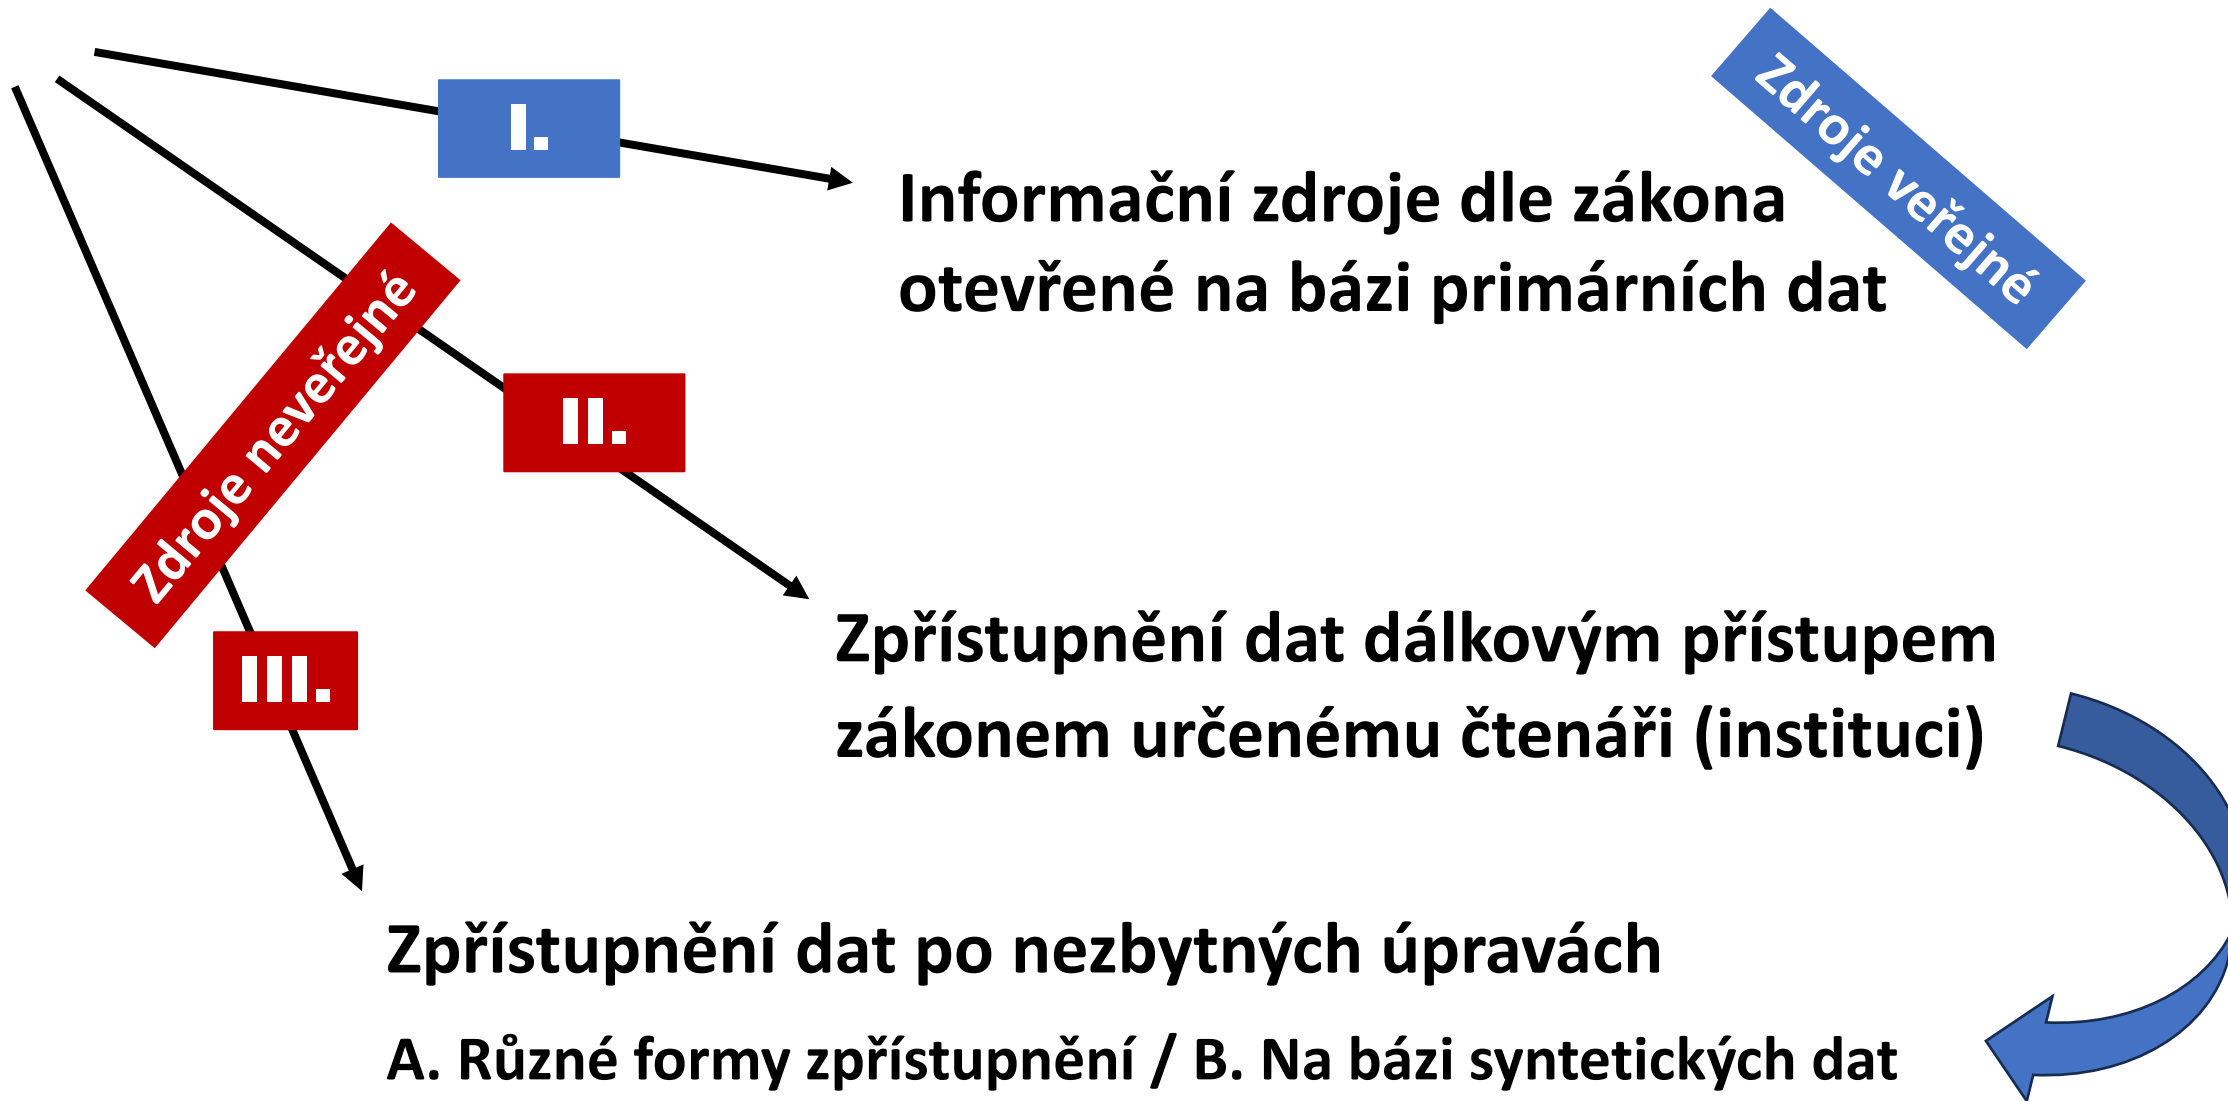 I.
Zdroje veřejné
Informační zdroje dle zákona
otevřené na bázi primárních dat
Zdroje neveřejné
II.
Zpřístupnění dat dálkovým přístupem
zákonem určenému čtenáři (instituci)
III.
Zpřístupnění dat po nezbytných úpravách
A. Různé formy zpřístupnění / B. Na bázi syntetických dat